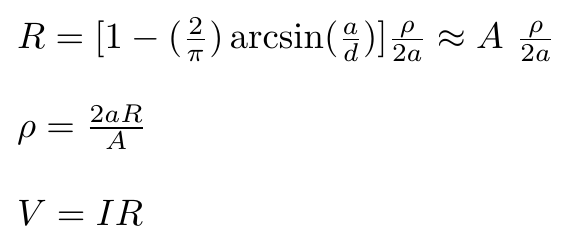 R = [1 − (2/π) arcsin(a/d)] ρ/2a ≈ A ρ/2a
ρ = 2aR/A
V = IR